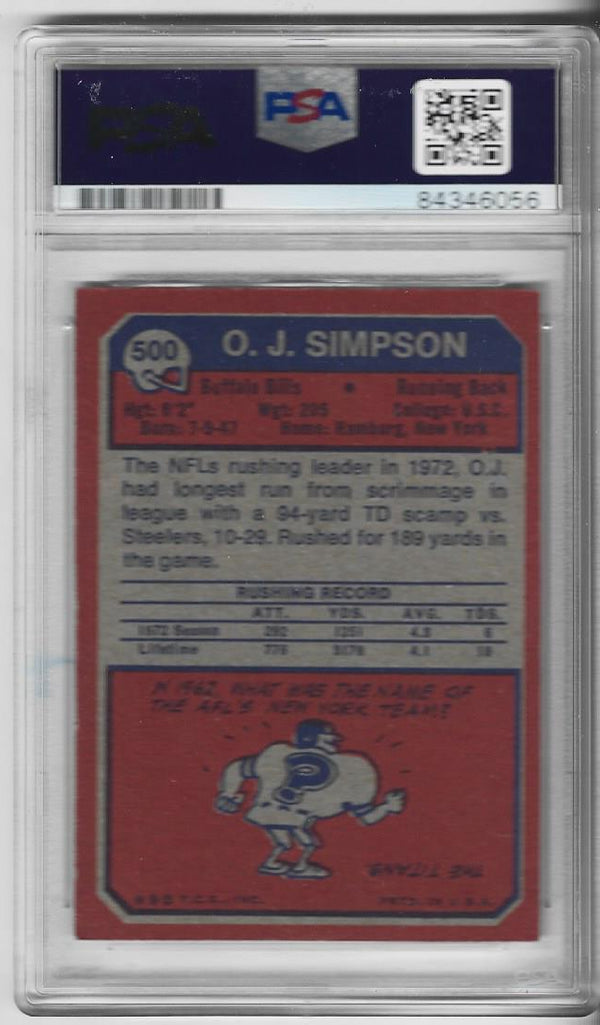 PSA
PSA
84346056
500
O. J. SIMPSON
Buffalo Bills • Running Back
Hgt: 6'2" Wgt: 205 College: U.S.C.
Born: 7-9-47 Home: Hamburg, New York
The NFLs rushing leader in 1972, O.J.
had longest run from scrimmage in
league with a 94-yard TD scamp vs.
Steelers, 10-29. Rushed for 189 yards in
the game.
RUSHING RECORD
ATT. YDS. AVG. TDS.
1972 Season 292 1251 4.3 6
Lifetime 776 3176 4.1
IN 1962, WHAT WAS THE NAME OF
THE AFL'S NEW YORK TEAM?
?
THE TITANS.
T.C.G., INC. PRTD. IN U.S.A.
PSA